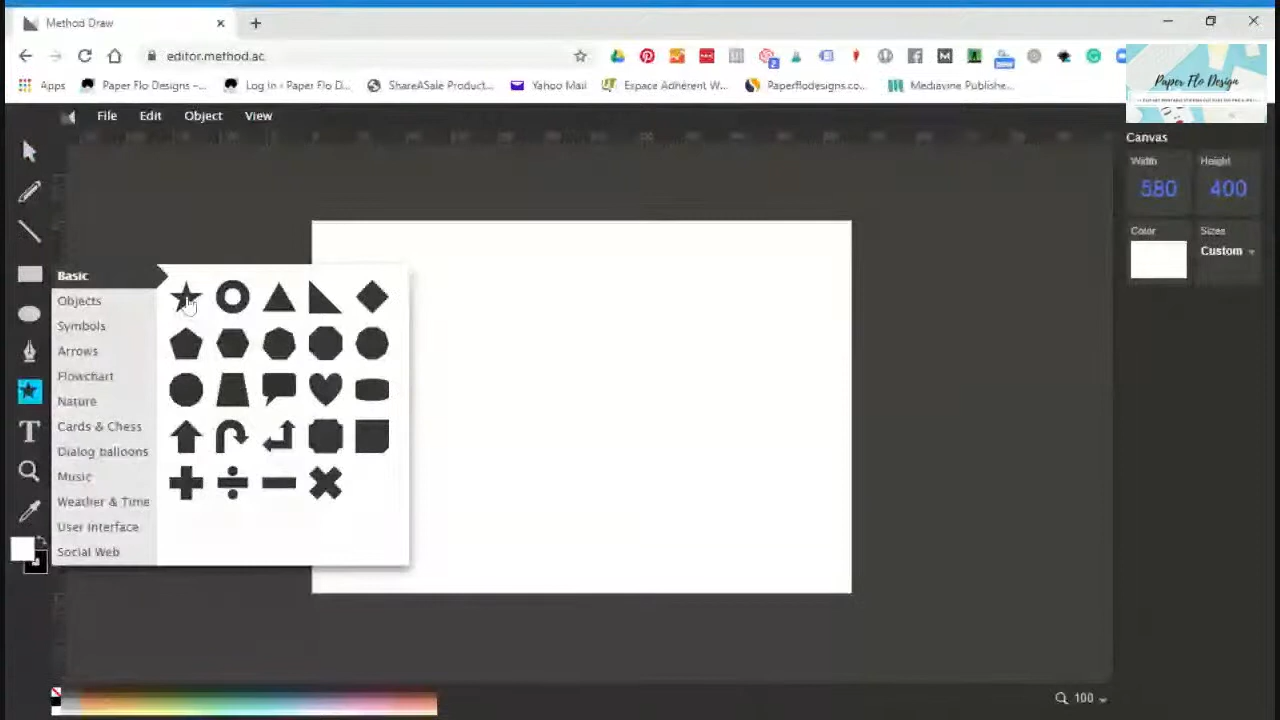 Method Draw
editor.method.ac
Apps
Paper Flo Designs –...
Log In ‹ Paper Flo D...
ShareASale Product...
Yahoo Mail
Espace Adhérent W...
Paperflodesigns.co...
Mediavine Publishe...
Paper Flo Design
File Edit Object View
Canvas
Width Height
580 400
Color Sizes
Custom
Basic
Objects
Symbols
Arrows
Flowchart
Nature
Cards & Chess
Dialog balloons
Music
Weather & Time
User Interface
Social Web
T
100